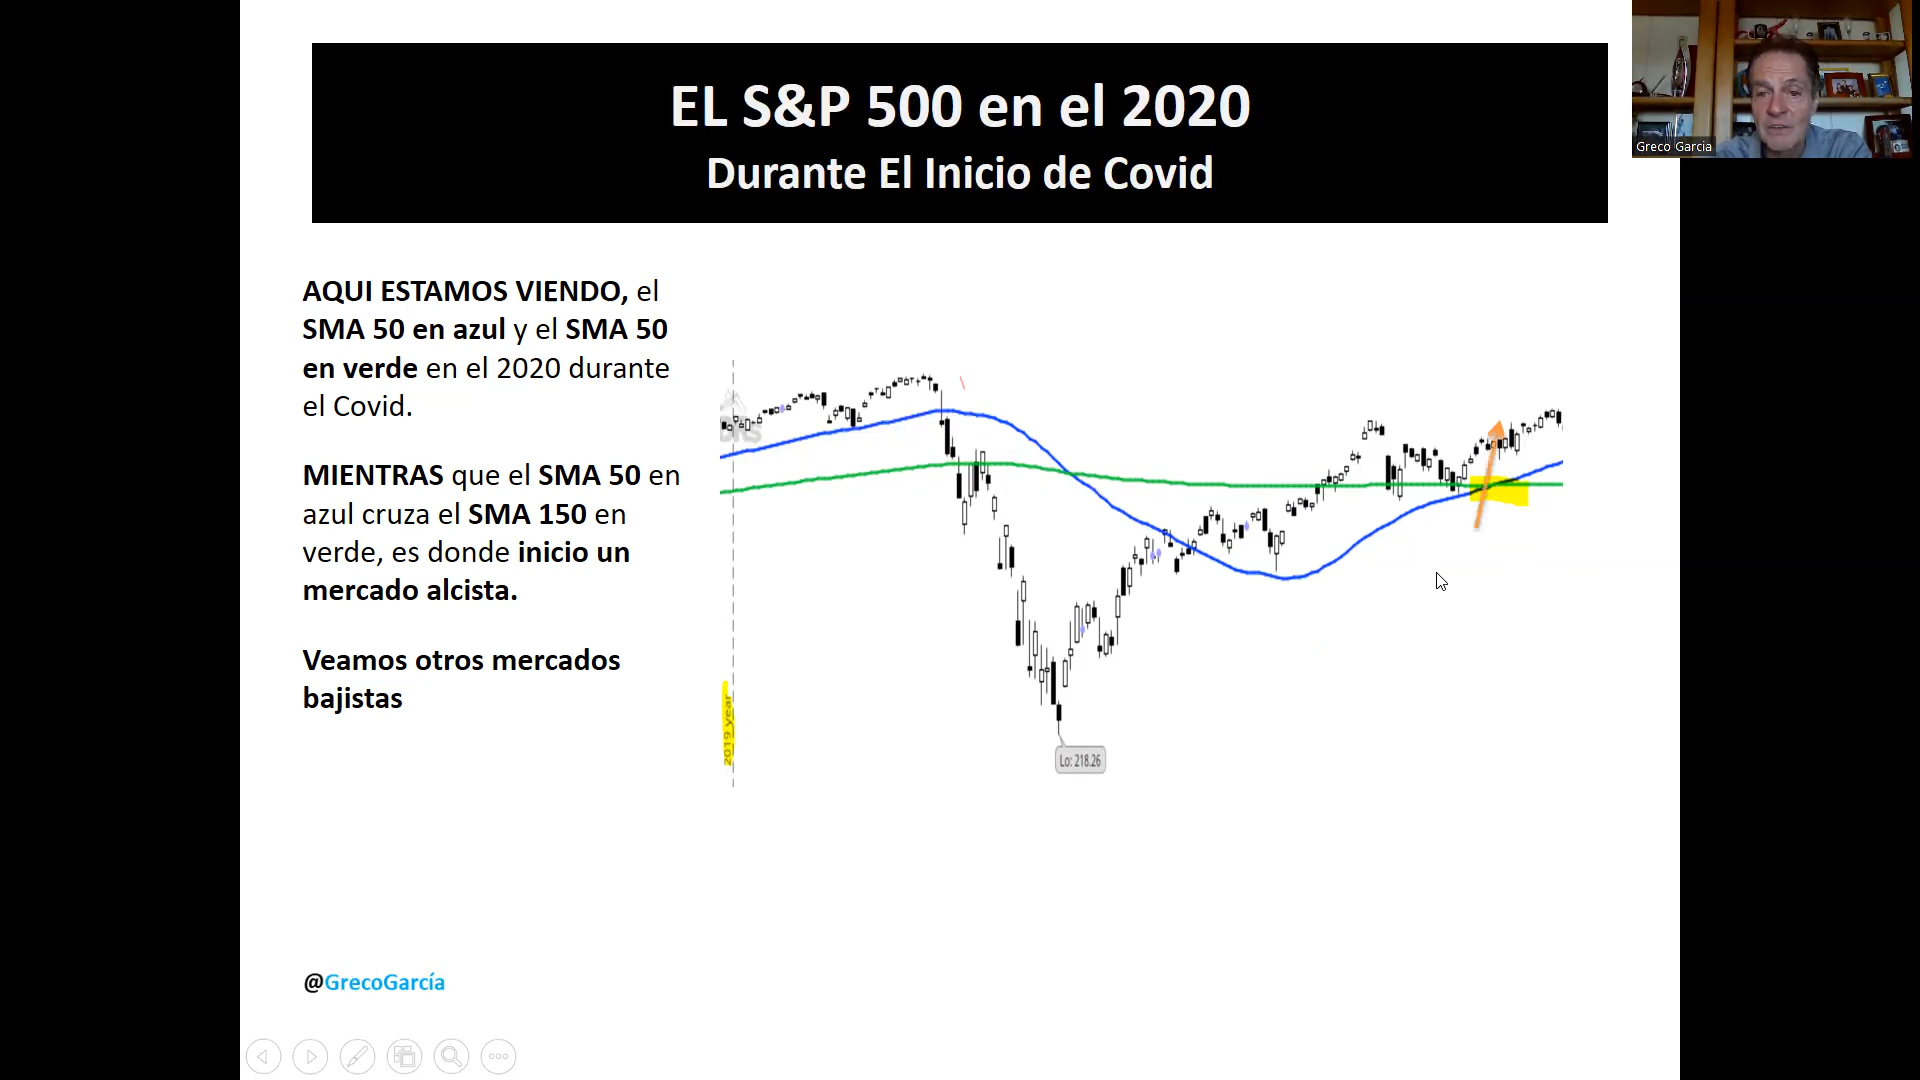 EL S&P 500 en el 2020
Durante El Inicio de Covid
Greco Garcia
AQUI ESTAMOS VIENDO, el
SMA 50 en azul y el SMA 50
en verde en el 2020 durante
el Covid.
MIENTRAS que el SMA 50 en
azul cruza el SMA 150 en
verde, es donde inicio un
mercado alcista.
Veamos otros mercados
bajistas
2019 year
Lo: 218.26
@GrecoGarcía